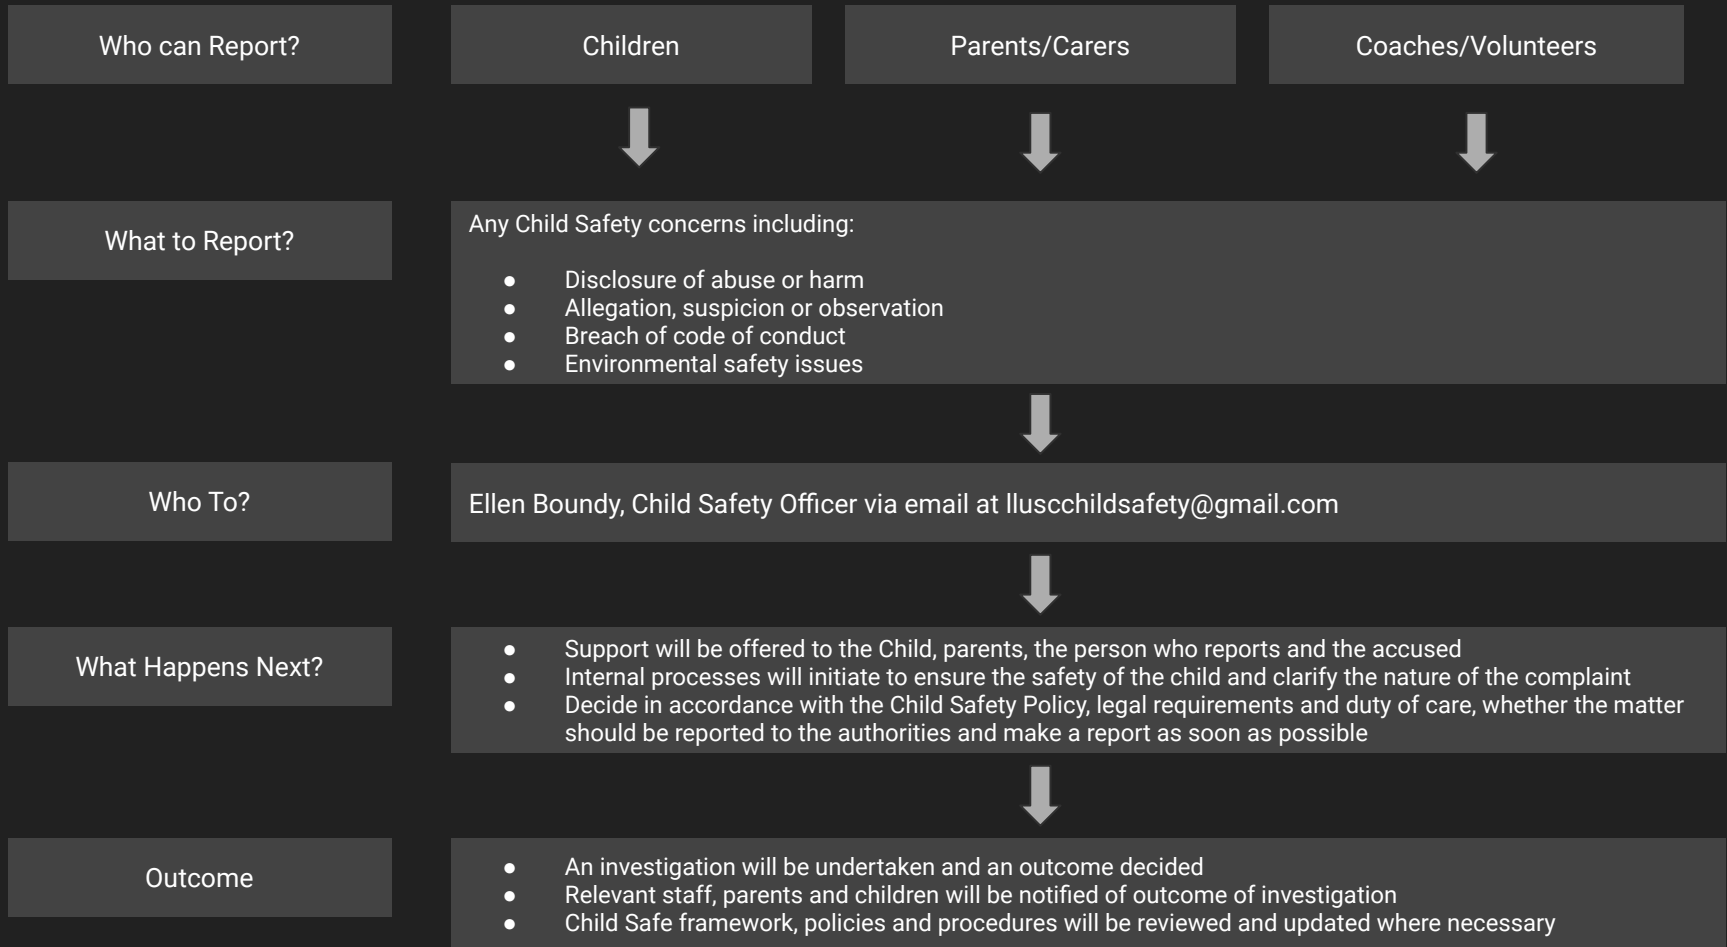 Who can Report?
Children
Parents/Carers
Coaches/Volunteers
What to Report?
Any Child Safety concerns including:
● Disclosure of abuse or harm
● Allegation, suspicion or observation
● Breach of code of conduct
● Environmental safety issues
Who To?
Ellen Boundy, Child Safety Officer via email at lluscchildsafety@gmail.com
What Happens Next?
● Support will be offered to the Child, parents, the person who reports and the accused
● Internal processes will initiate to ensure the safety of the child and clarify the nature of the complaint
● Decide in accordance with the Child Safety Policy, legal requirements and duty of care, whether the matter
should be reported to the authorities and make a report as soon as possible
Outcome
● An investigation will be undertaken and an outcome decided
● Relevant staff, parents and children will be notified of outcome of investigation
● Child Safe framework, policies and procedures will be reviewed and updated where necessary